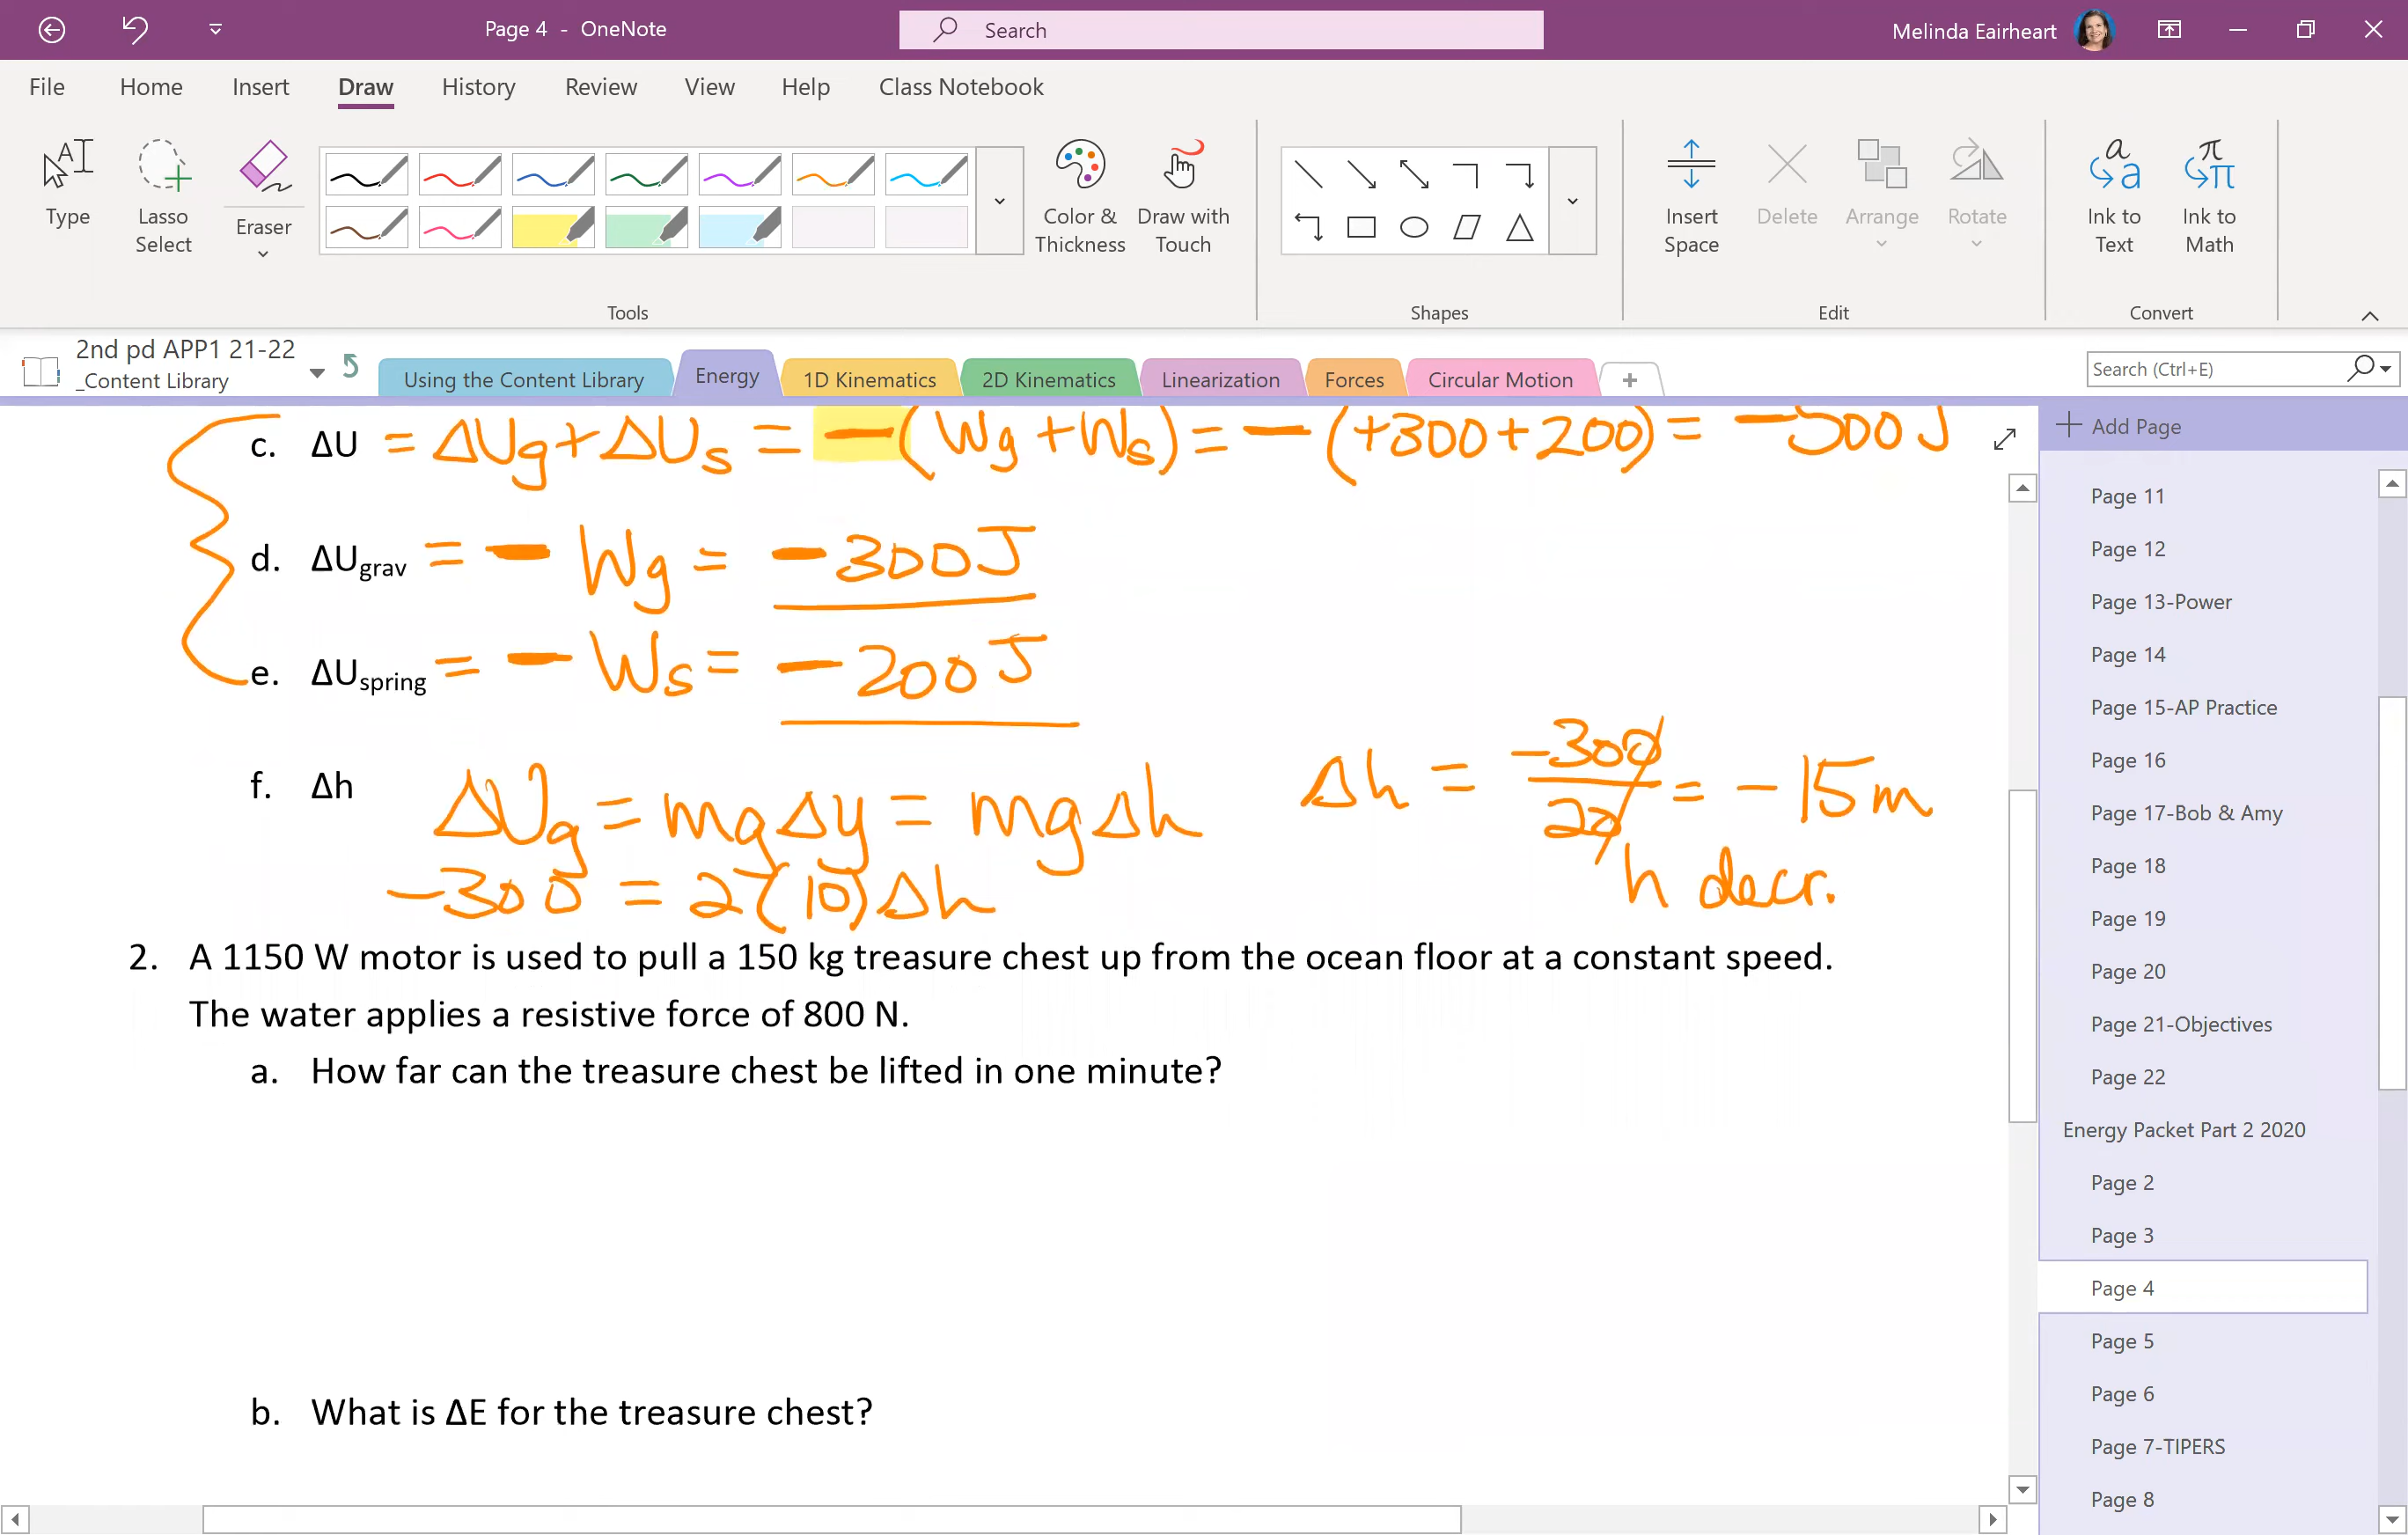 Page 4 - OneNote
Search
Melinda Eairheart
File Home Insert Draw History Review View Help Class Notebook
Type
Lasso Select
Eraser
Color & Thickness
Draw with Touch
Insert Space
Delete
Arrange
Rotate
Ink to Text
Ink to Math
Tools
Shapes
Edit
Convert
2nd pd APP1 21-22
_Content Library
Using the Content Library
Energy
1D Kinematics
2D Kinematics
Linearization
Forces
Circular Motion
+
Search (Ctrl+E)
c. ΔU = ΔUg + ΔUs = -(Wg + Ws) = -(+300+200) = -500 J
d. ΔUgrav = - Wg = -300J
e. ΔUspring = - Ws = -200J
f. Δh ΔUg = mgΔy = mgΔh Δh = -300/20 = -15 m
-300 = 2(10)Δh h decr.
2. A 1150 W motor is used to pull a 150 kg treasure chest up from the ocean floor at a constant speed.
The water applies a resistive force of 800 N.
a. How far can the treasure chest be lifted in one minute?
b. What is ΔE for the treasure chest?
Add Page
Page 11
Page 12
Page 13-Power
Page 14
Page 15-AP Practice
Page 16
Page 17-Bob & Amy
Page 18
Page 19
Page 20
Page 21-Objectives
Page 22
Energy Packet Part 2 2020
Page 2
Page 3
Page 4
Page 5
Page 6
Page 7-TIPERS
Page 8